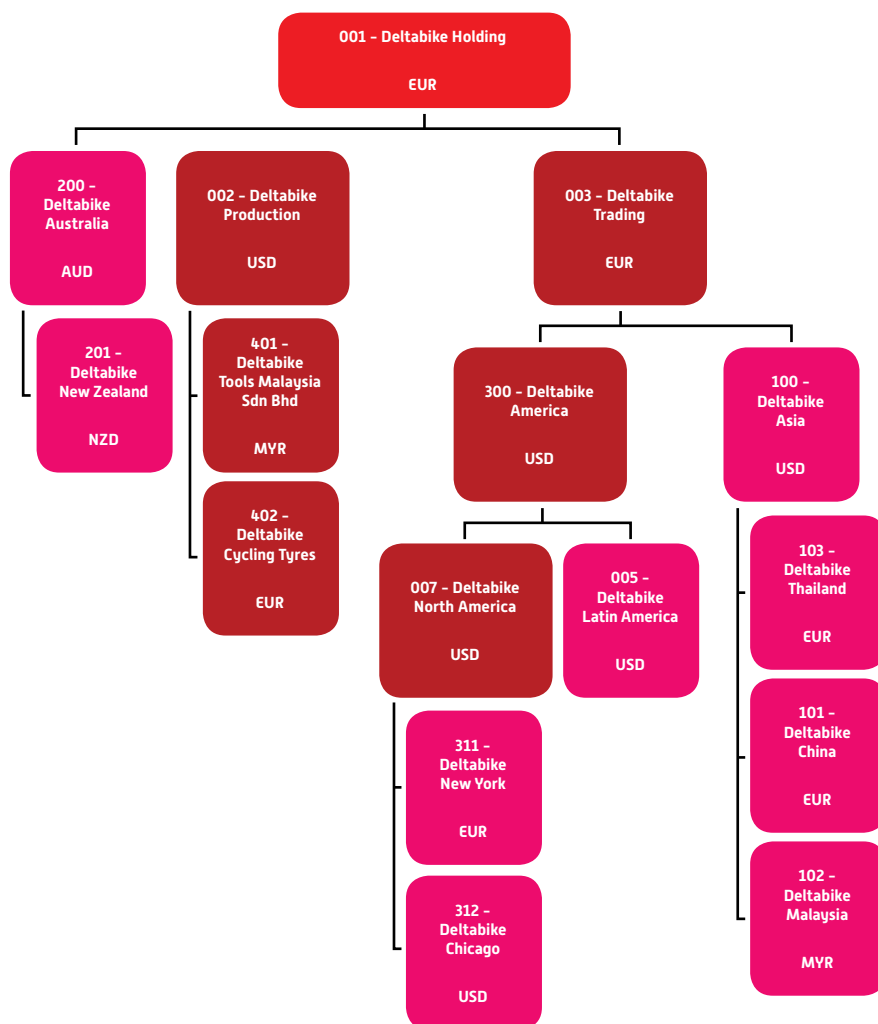 001 - Deltabike Holding
EUR
200 -
Deltabike
Australia
AUD
002 - Deltabike
Production
USD
003 - Deltabike
Trading
EUR
201 -
Deltabike
New Zealand
NZD
401 -
Deltabike
Tools Malaysia
Sdn Bhd
MYR
402 -
Deltabike
Cycling Tyres
EUR
300 - Deltabike
America
USD
100 -
Deltabike
Asia
USD
007 - Deltabike
North America
USD
005 -
Deltabike
Latin America
USD
103 -
Deltabike
Thailand
EUR
311 -
Deltabike
New York
EUR
101 -
Deltabike
China
EUR
312 -
Deltabike
Chicago
USD
102 -
Deltabike
Malaysia
MYR